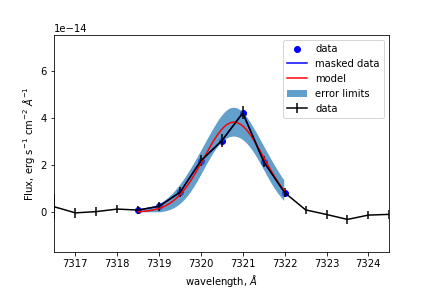 1e−14
data
masked data
model
error limits
data
Flux, erg s⁻¹ cm⁻² Å⁻¹
6
4
2
0
7317 7318 7319 7320 7321 7322 7323 7324
wavelength, Å